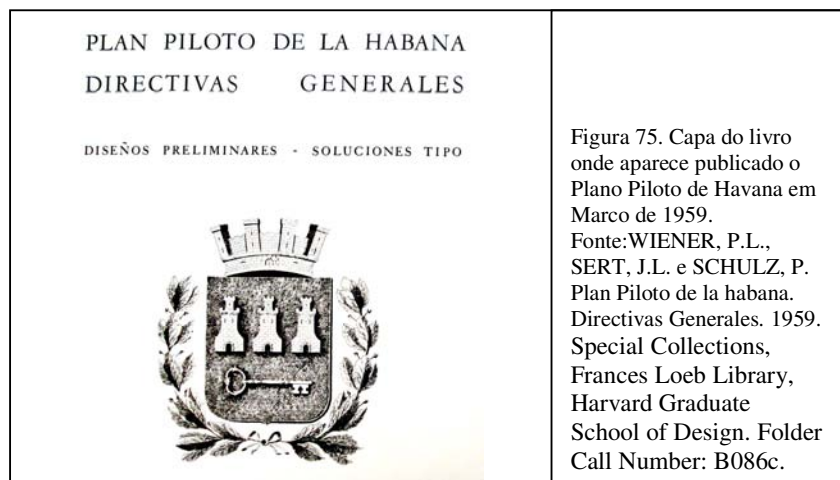 PLAN PILOTO DE LA HABANA
DIRECTIVAS GENERALES
DISEÑOS PRELIMINARES - SOLUCIONES TIPO
Figura 75. Capa do livro
onde aparece publicado o
Plano Piloto de Havana em
Marco de 1959.
Fonte:WIENER, P.L.,
SERT, J.L. e SCHULZ, P.
Plan Piloto de la habana.
Directivas Generales. 1959.
Special Collections,
Frances Loeb Library,
Harvard Graduate
School of Design. Folder
Call Number: B086c.